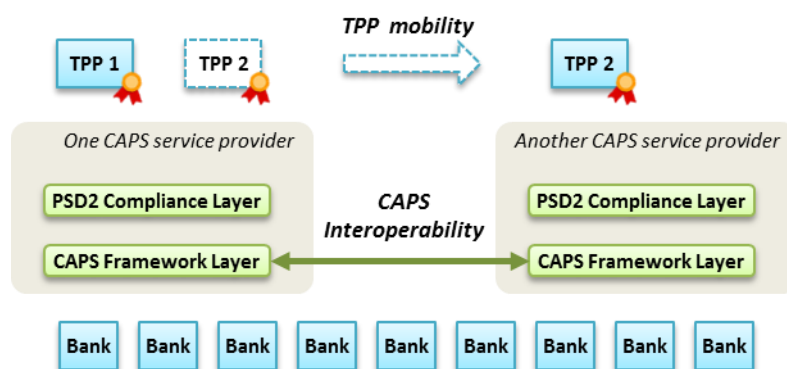 TPP mobility
TPP 1
TPP 2
TPP 2
One CAPS service provider
Another CAPS service provider
PSD2 Compliance Layer
CAPS
Interoperability
PSD2 Compliance Layer
CAPS Framework Layer
CAPS Framework Layer
Bank
Bank
Bank
Bank
Bank
Bank
Bank
Bank
Bank